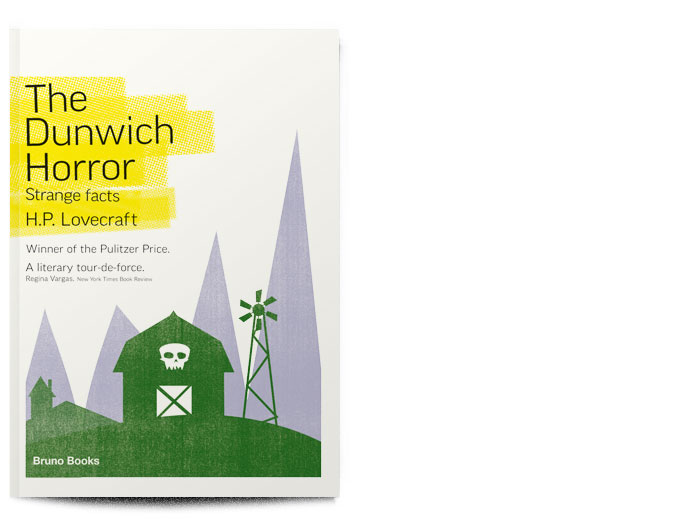 The
Dunwich
Horror
Strange facts
H.P. Lovecraft
Winner of the Pulitzer Price.
A literary tour-de-force.
Regina Vargas. New York Times Book Review
Bruno Books